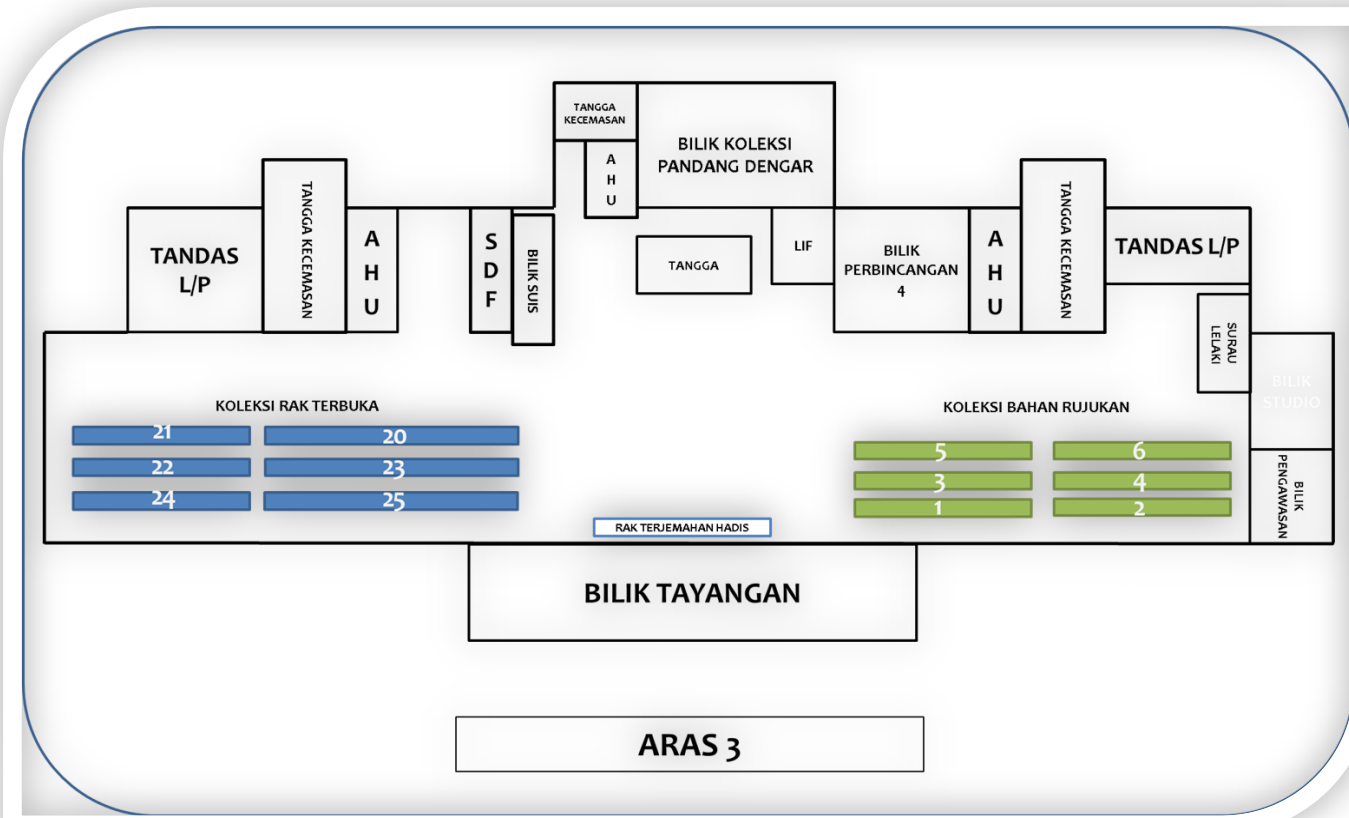 TANGGA
KECEMASAN
BILIK KOLEKSI
PANDANG DENGAR
A
H
U
TANDAS
L/P
TANGGA KECEMASAN
A
H
U
S
D
F
BILIK SUIS
TANGGA
LIF
BILIK
PERBINCANGAN
4
A
H
U
TANGGA KECEMASAN
TANDAS L/P
SURAU
LELAKI
BILIK
STUDIO
BILIK
PENGAWASAN
KOLEKSI RAK TERBUKA
21
20
22
23
24
25
KOLEKSI BAHAN RUJUKAN
5
6
3
4
1
2
RAK TERJEMAHAN HADIS
BILIK TAYANGAN
ARAS 3